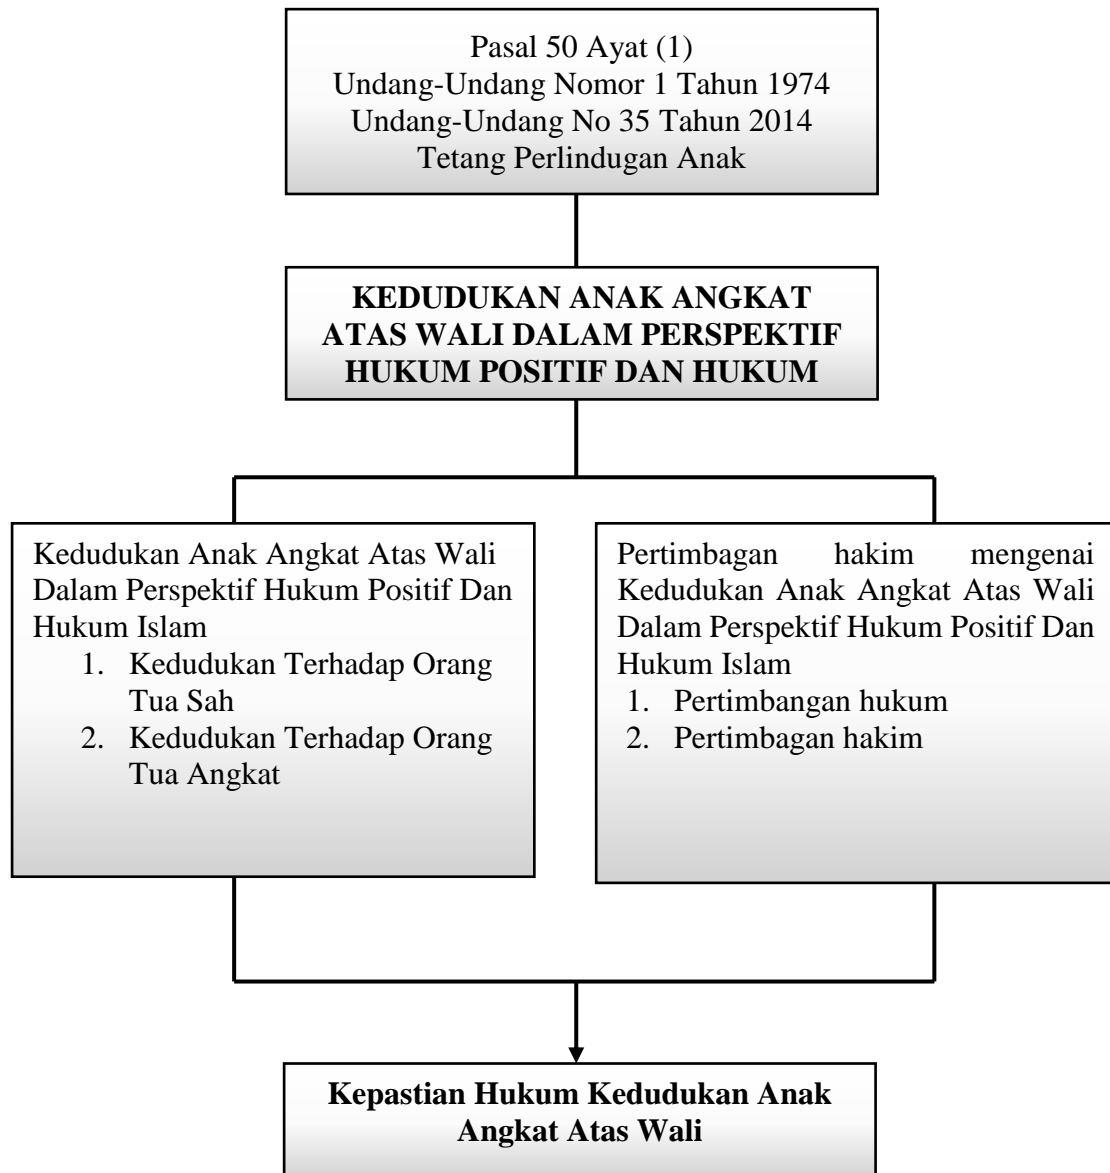 Pasal 50 Ayat (1)
Undang-Undang Nomor 1 Tahun 1974
Undang-Undang No 35 Tahun 2014
Tetang Perlindugan Anak
KEDUDUKAN ANAK ANGKAT
ATAS WALI DALAM PERSPEKTIF
HUKUM POSITIF DAN HUKUM
Kedudukan Anak Angkat Atas Wali
Dalam Perspektif Hukum Positif Dan
Hukum Islam
1. Kedudukan Terhadap Orang
Tua Sah
2. Kedudukan Terhadap Orang
Tua Angkat
Pertimbagan hakim mengenai
Kedudukan Anak Angkat Atas Wali
Dalam Perspektif Hukum Positif Dan
Hukum Islam
1. Pertimbangan hukum
2. Pertimbagan hakim
Kepastian Hukum Kedudukan Anak
Angkat Atas Wali